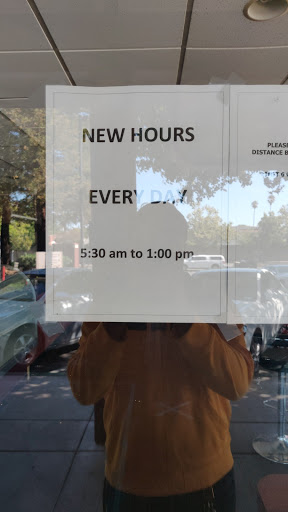 NEW HOURS
EVERY DAY
5:30 am to 1:00 pm
PLEASE
DISTANCE B